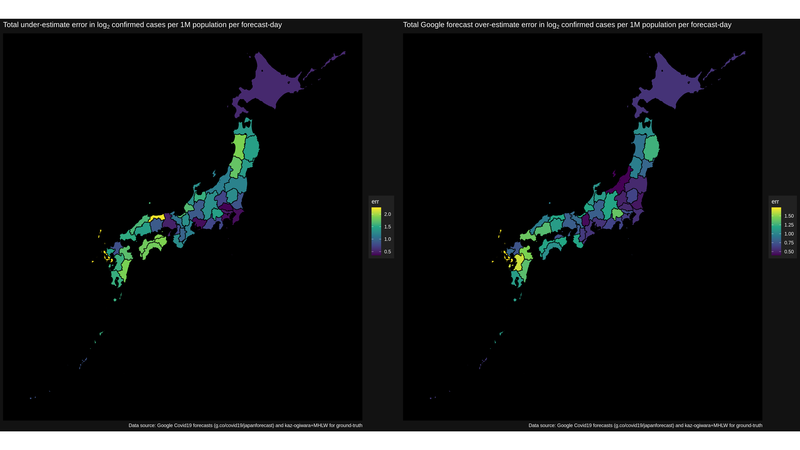 Total under-estimate error in log2 confirmed cases per 1M population per forecast-day
Total Google forecast over-estimate error in log2 confirmed cases per 1M population per forecast-day
err
2.0
1.5
1.0
0.5
err
1.50
1.25
1.00
0.75
0.50
Data source: Google Covid19 forecasts (g.co/covid19/japanforecast) and kaz-ogiwara+MHLW for ground-truth
Data source: Google Covid19 forecasts (g.co/covid19/japanforecast) and kaz-ogiwara+MHLW for ground-truth